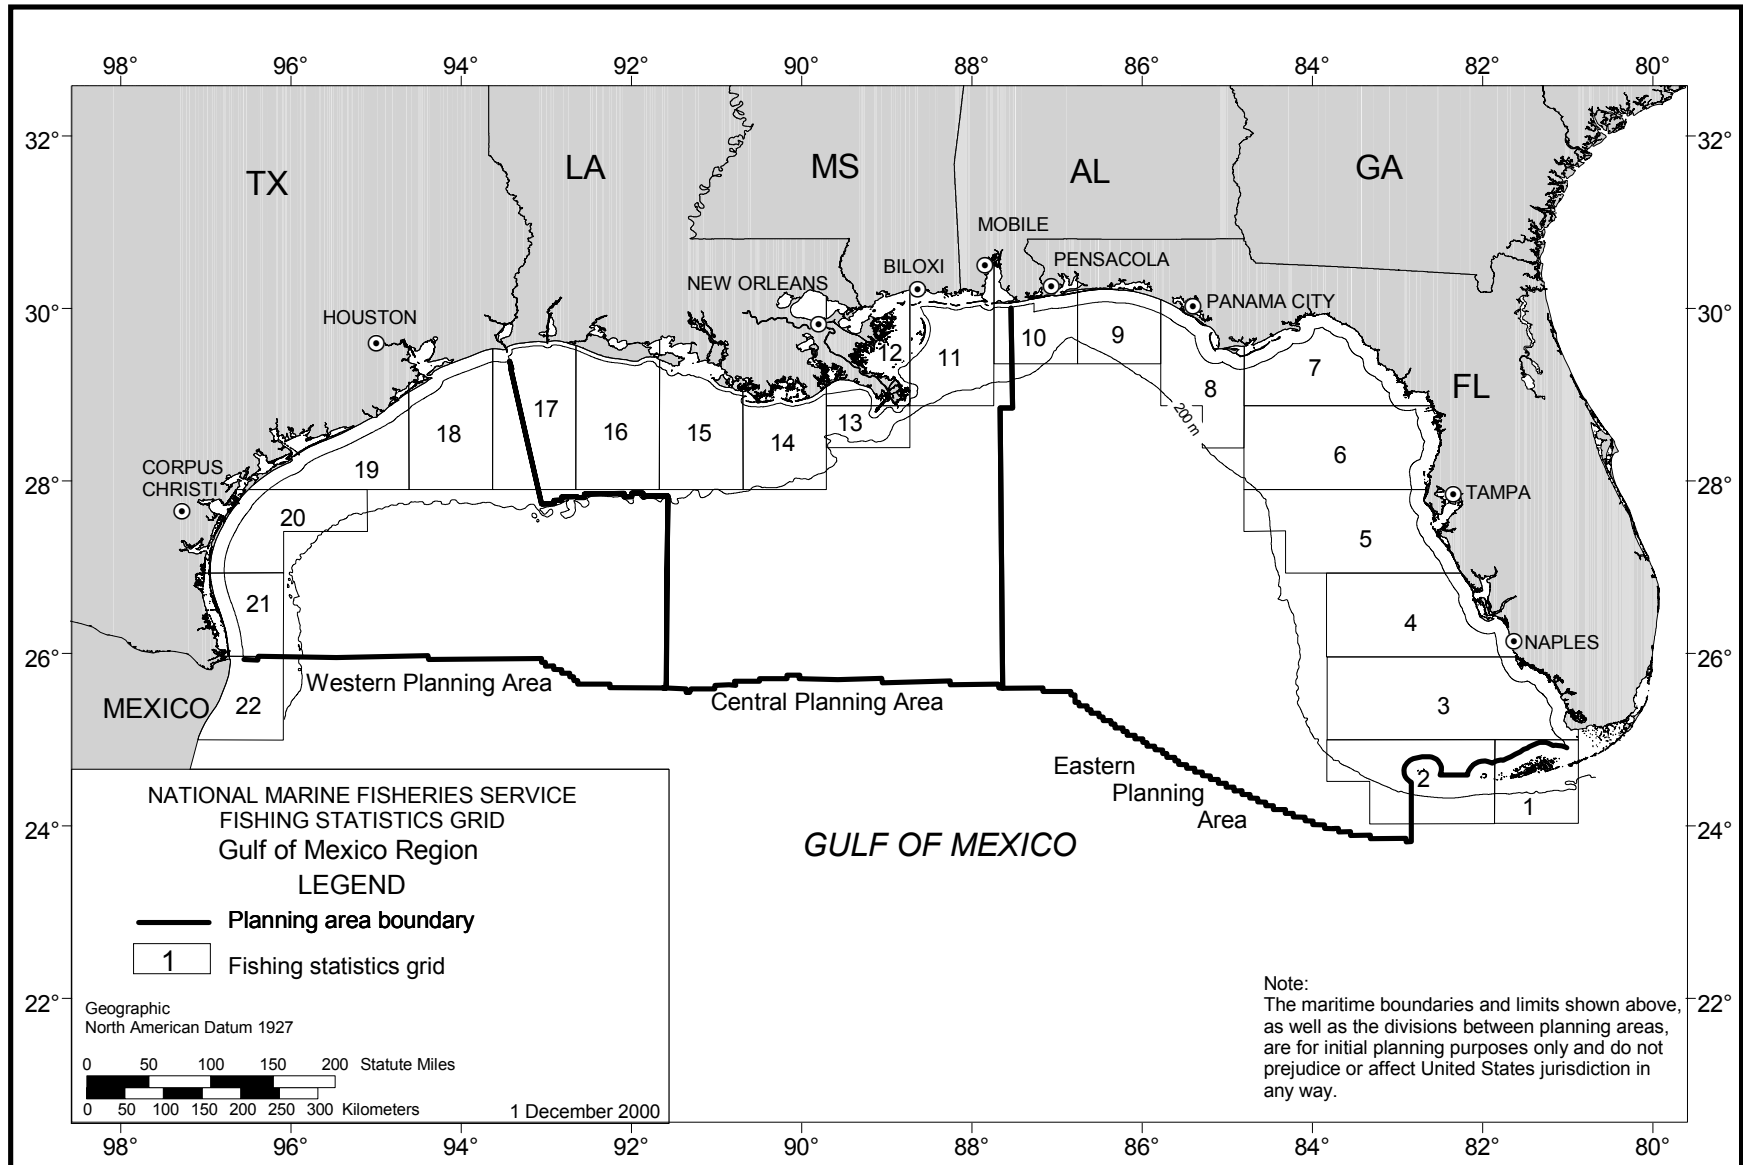 98° 96° 94° 92° 90° 88° 86° 84° 82° 80°
32° 32°
TX LA MS AL GA
MOBILE
BILOXI PENSACOLA
NEW ORLEANS
30° PANAMA CITY 30°
HOUSTON
12 11 10 9
7
8 FL
17
18 16 15 14 13
200 m
CORPUS
CHRISTI
19 6
28° TAMPA 28°
20 5
21 4
NAPLES
26° 26°
Western Planning Area
Central Planning Area
MEXICO 22 3
Eastern
Planning
Area
2
1
24° 24°
GULF OF MEXICO
NATIONAL MARINE FISHERIES SERVICE
FISHING STATISTICS GRID
Gulf of Mexico Region
LEGEND
Planning area boundary
1 Fishing statistics grid
22° 22°
Geographic
North American Datum 1927
0 50 100 150 200 Statute Miles
0 50 100 150 200 250 300 Kilometers
1 December 2000
Note:
The maritime boundaries and limits shown above,
as well as the divisions between planning areas,
are for initial planning purposes only and do not
prejudice or affect United States jurisdiction in
any way.
98° 96° 94° 92° 90° 88° 86° 84° 82° 80°